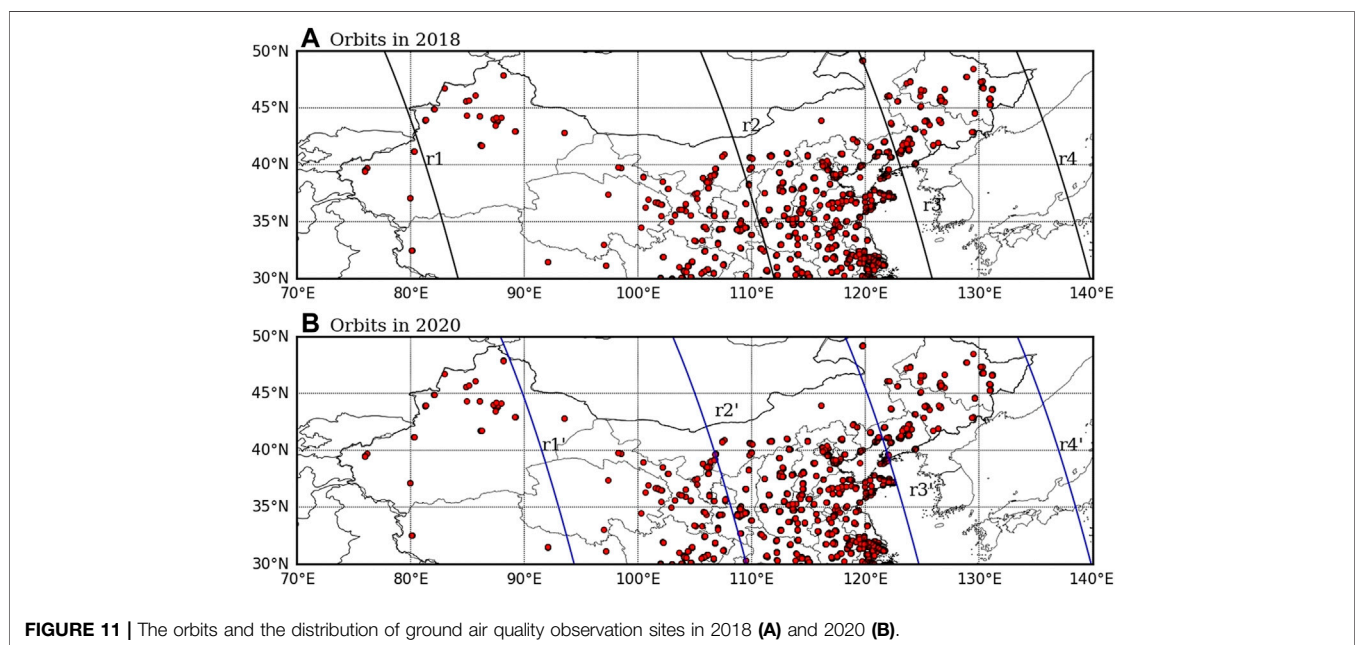 A Orbits in 2018
50°N
45°N
40°N
35°N
30°N
r1
r2
r3
r4
70°E 80°E 90°E 100°E 110°E 120°E 130°E 140°E
B Orbits in 2020
50°N
45°N
40°N
35°N
30°N
r1'
r2'
r3'
r4'
70°E 80°E 90°E 100°E 110°E 120°E 130°E 140°E
FIGURE 11 | The orbits and the distribution of ground air quality observation sites in 2018 (A) and 2020 (B).